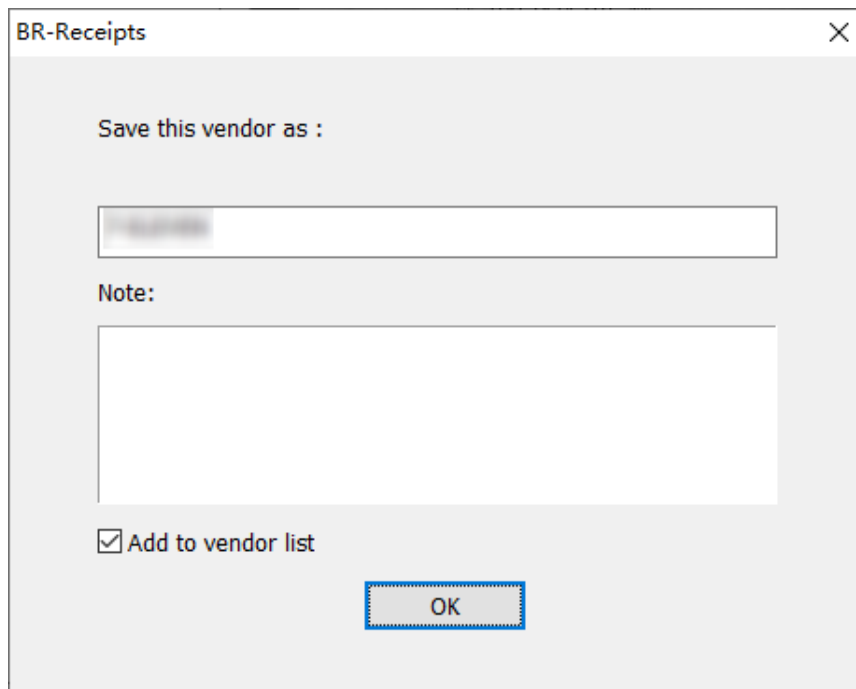 BR-Receipts
Save this vendor as :
Note:
Add to vendor list
OK